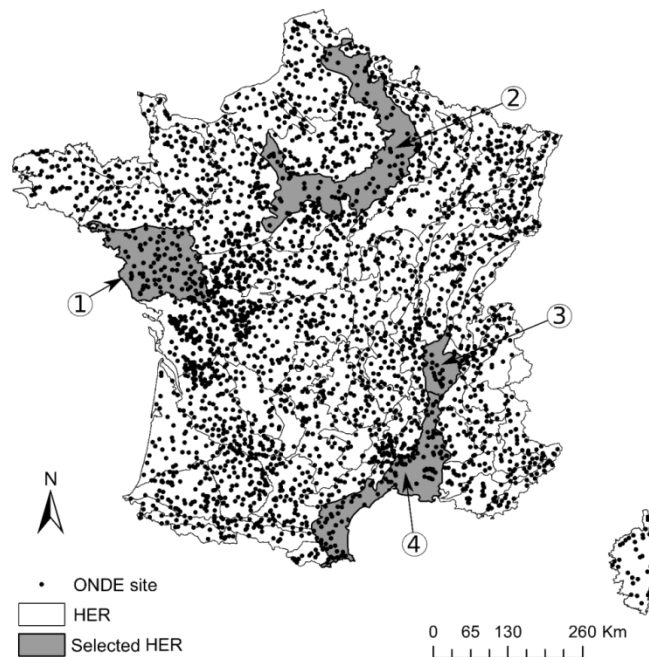 ②
①
③
④
N
ONDE site
HER
Selected HER
0 65 130 260 Km